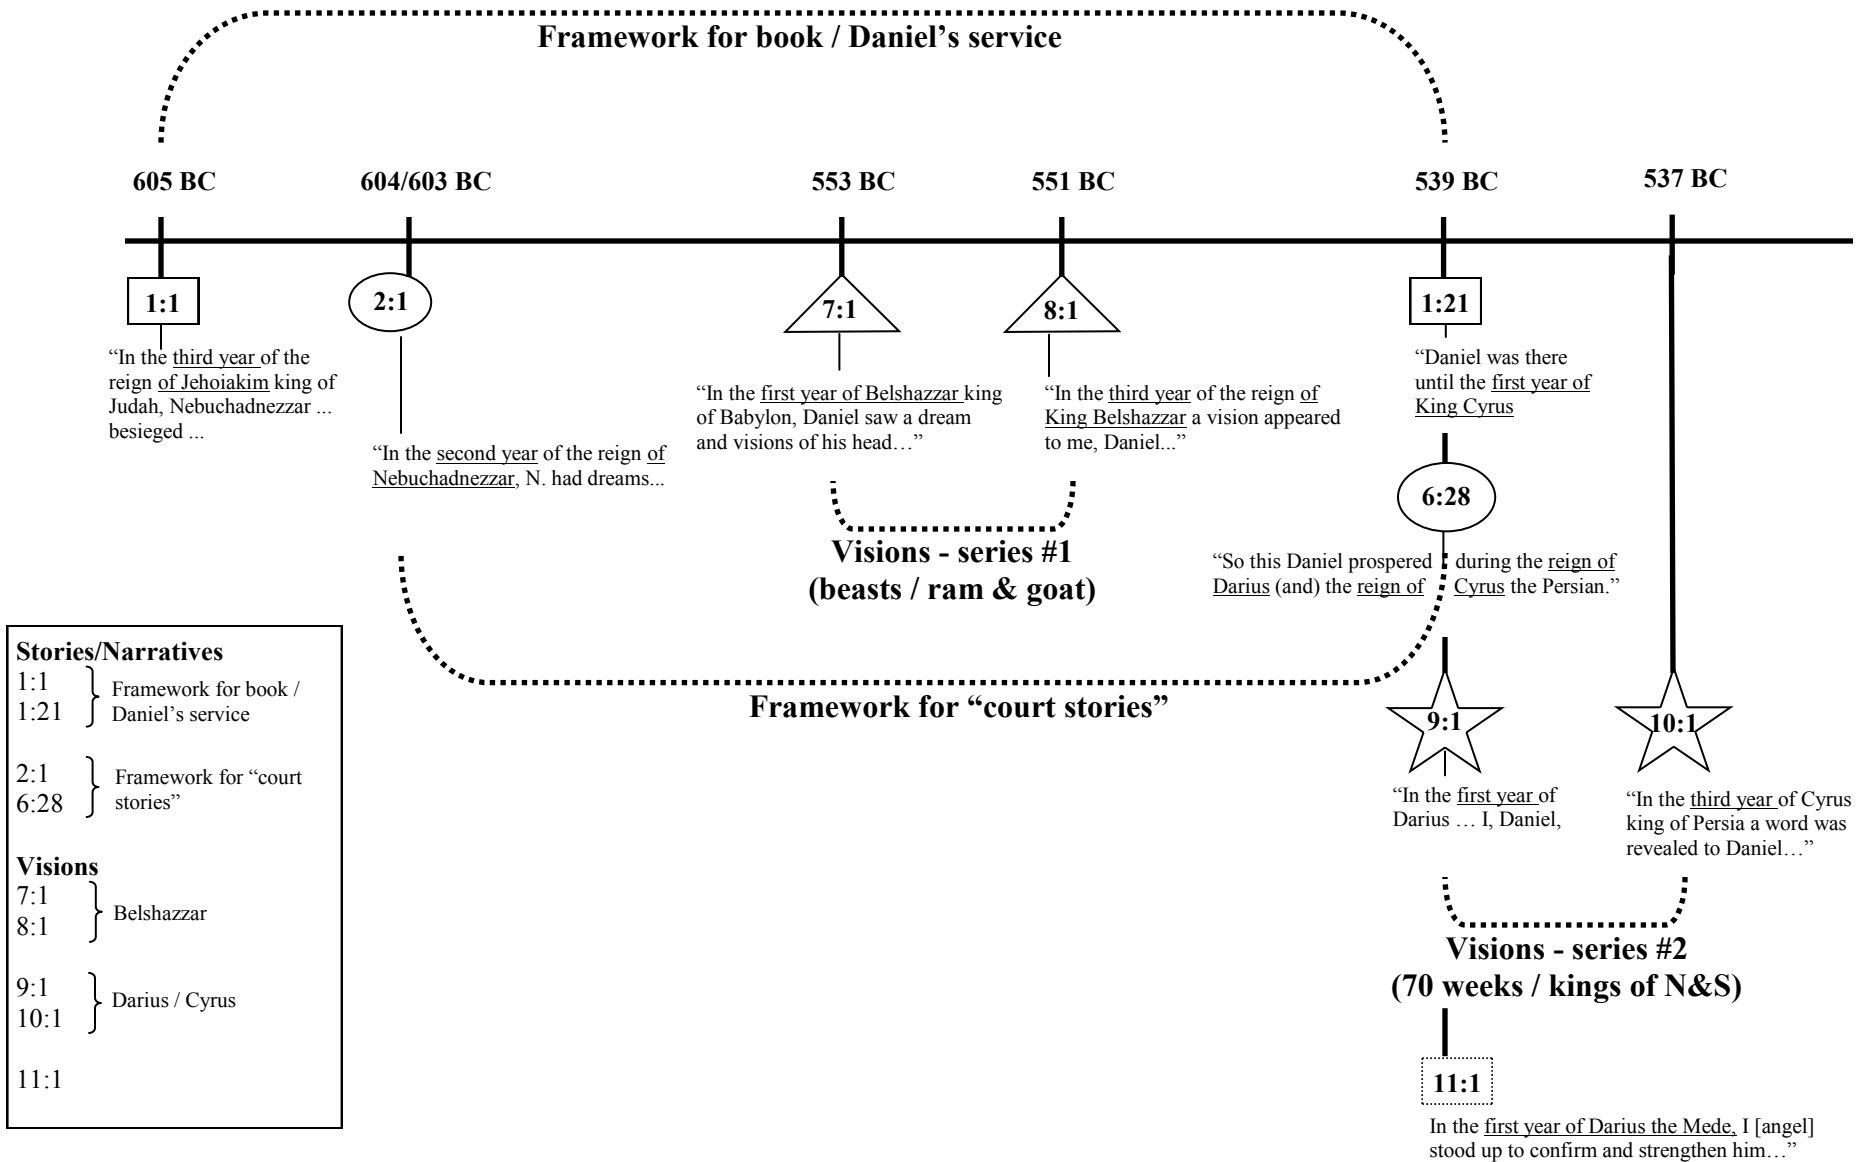 Framework for book / Daniel’s service
605 BC
604/603 BC
553 BC
551 BC
539 BC
537 BC
1:1
2:1
7:1
8:1
1:21
“In the third year of the
reign of Jehoiakim king of
Judah, Nebuchadnezzar ...
besieged ...
“In the second year of the reign of
Nebuchadnezzar, N. had dreams...
“In the first year of Belshazzar king
of Babylon, Daniel saw a dream
and visions of his head…”
“In the third year of the reign of
King Belshazzar a vision appeared
to me, Daniel...”
“Daniel was there
until the first year of
King Cyrus
6:28
“So this Daniel prospered during the reign of
Darius (and) the reign of Cyrus the Persian.”
Visions - series #1
(beasts / ram & goat)
Framework for “court stories”
9:1
10:1
“In the first year of
Darius … I, Daniel,
“In the third year of Cyrus
king of Persia a word was
revealed to Daniel…”
Visions - series #2
(70 weeks / kings of N&S)
11:1
In the first year of Darius the Mede, I [angel]
stood up to confirm and strengthen him…”
Stories/Narratives
1:1
1:21
Framework for book /
Daniel’s service
2:1
6:28
Framework for “court
stories”
Visions
7:1
8:1
Belshazzar
9:1
10:1
Darius / Cyrus
11:1